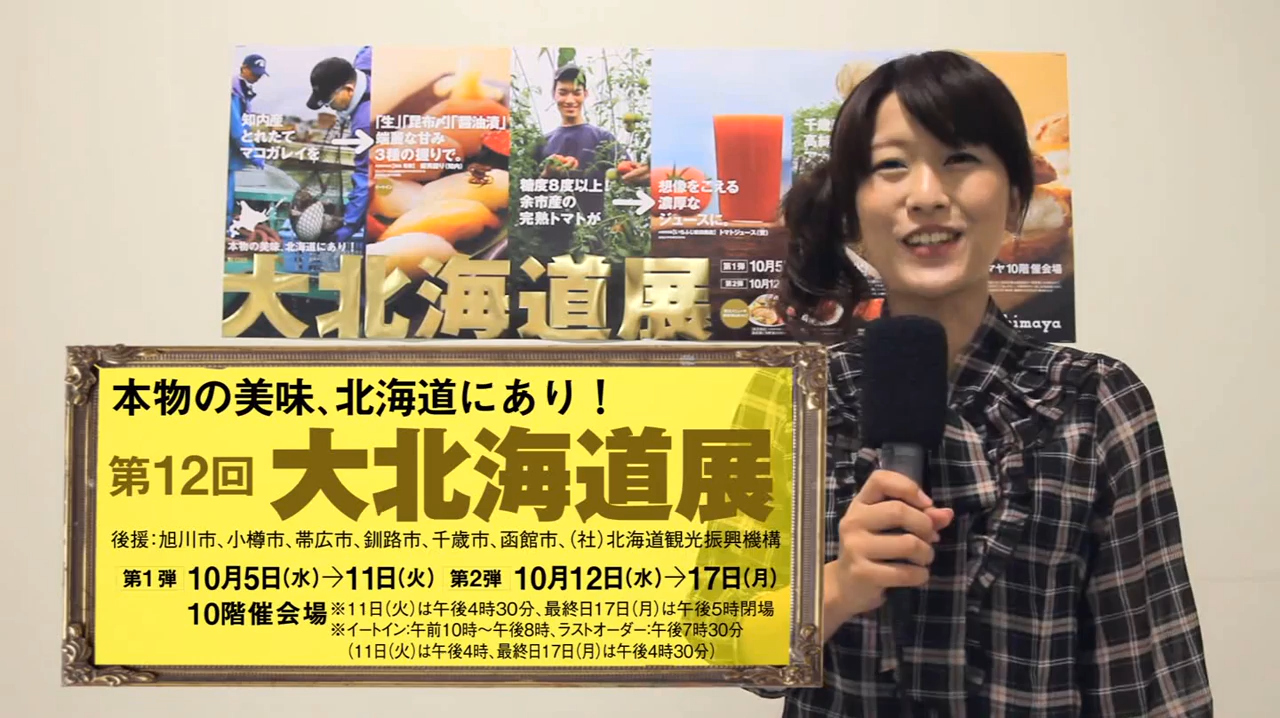 知内産
とれたて
マコガレイを
「生」「昆布〆」「醤油漬」
端麗な甘み
3種の握りで。
糖度8度以上!
余市産の
完熟トマトが
想像をこえる
濃厚な
ジュースに。
千歳
本物の美味、北海道にあり!
大北海道展
第1弾 10月5
第2弾 10月12
マヤ10階催会場
himaya
本物の美味、北海道にあり!
第12回 大北海道展
後援:旭川市、小樽市、帯広市、釧路市、千歳市、函館市、(社)北海道観光振興機構
第1弾 10月5日(水)→11日(火) 第2弾 10月12日(水)→17日(月)
10階催会場 ※11日(火)は午後4時30分、最終日17日(月)は午後5時閉場
※イートイン:午前10時〜午後8時、ラストオーダー:午後7時30分
(11日(火)は午後4時、最終日17日(月)は午後4時30分)